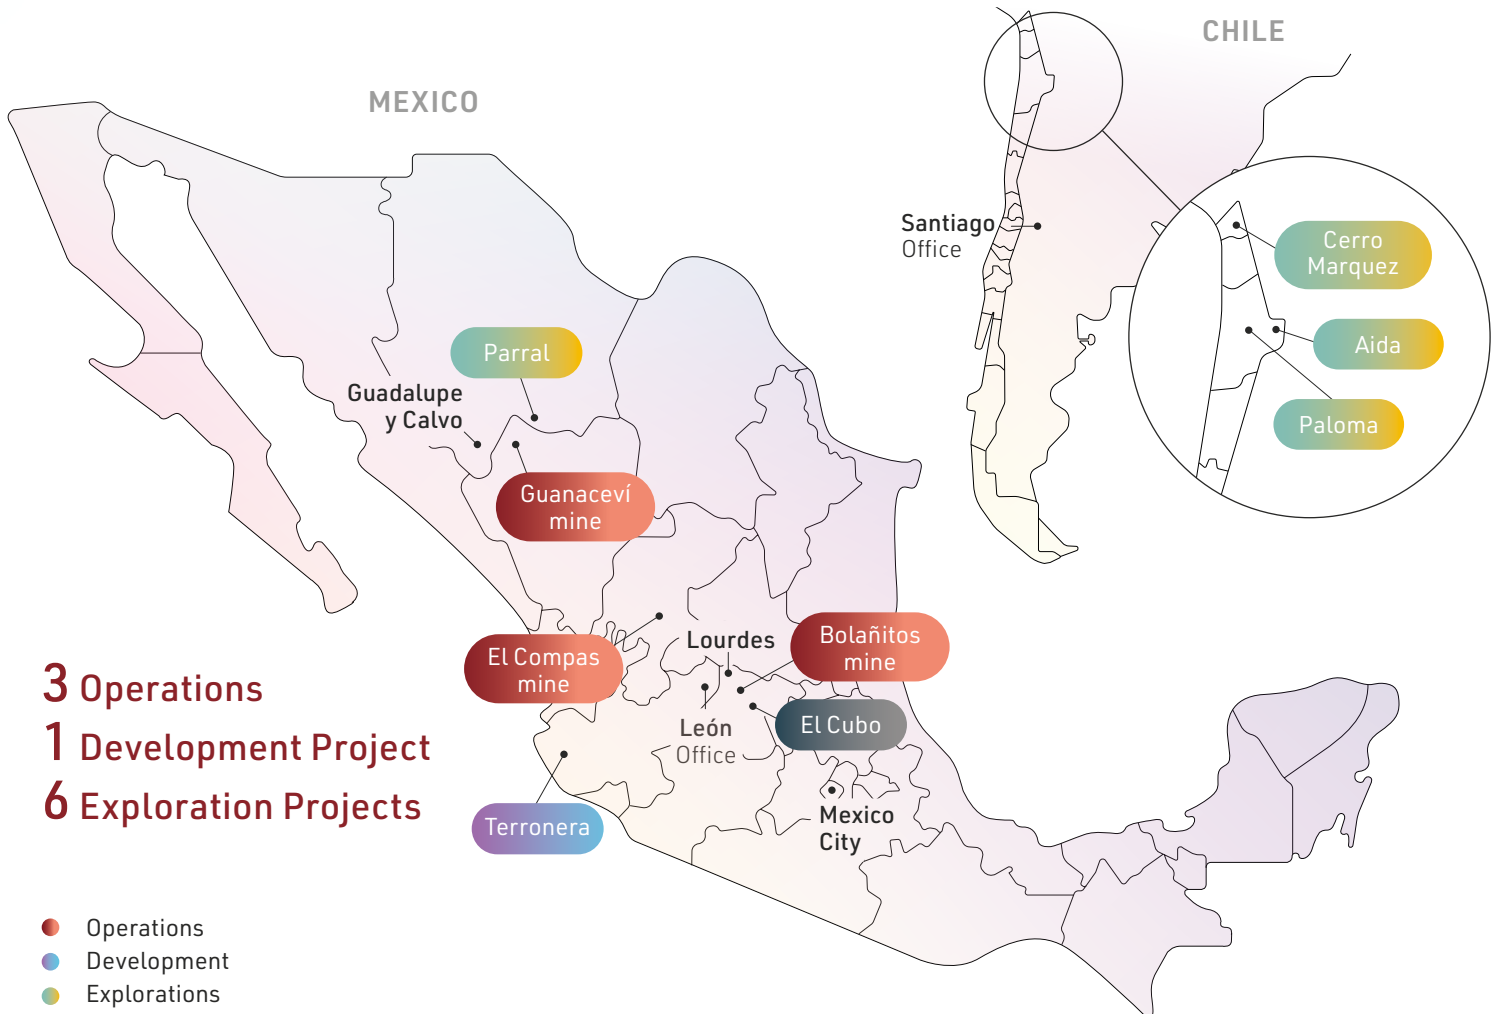 CHILE
MEXICO
Santiago
Office
Cerro
Marquez
Aida
Paloma
Parral
Guadalupe
y Calvo
Guanaceví
mine
El Compas
mine
Lourdes
Bolañitos
mine
León
Office
El Cubo
Terronera
Mexico
City
3 Operations
1 Development Project
6 Exploration Projects
Operations
Development
Explorations